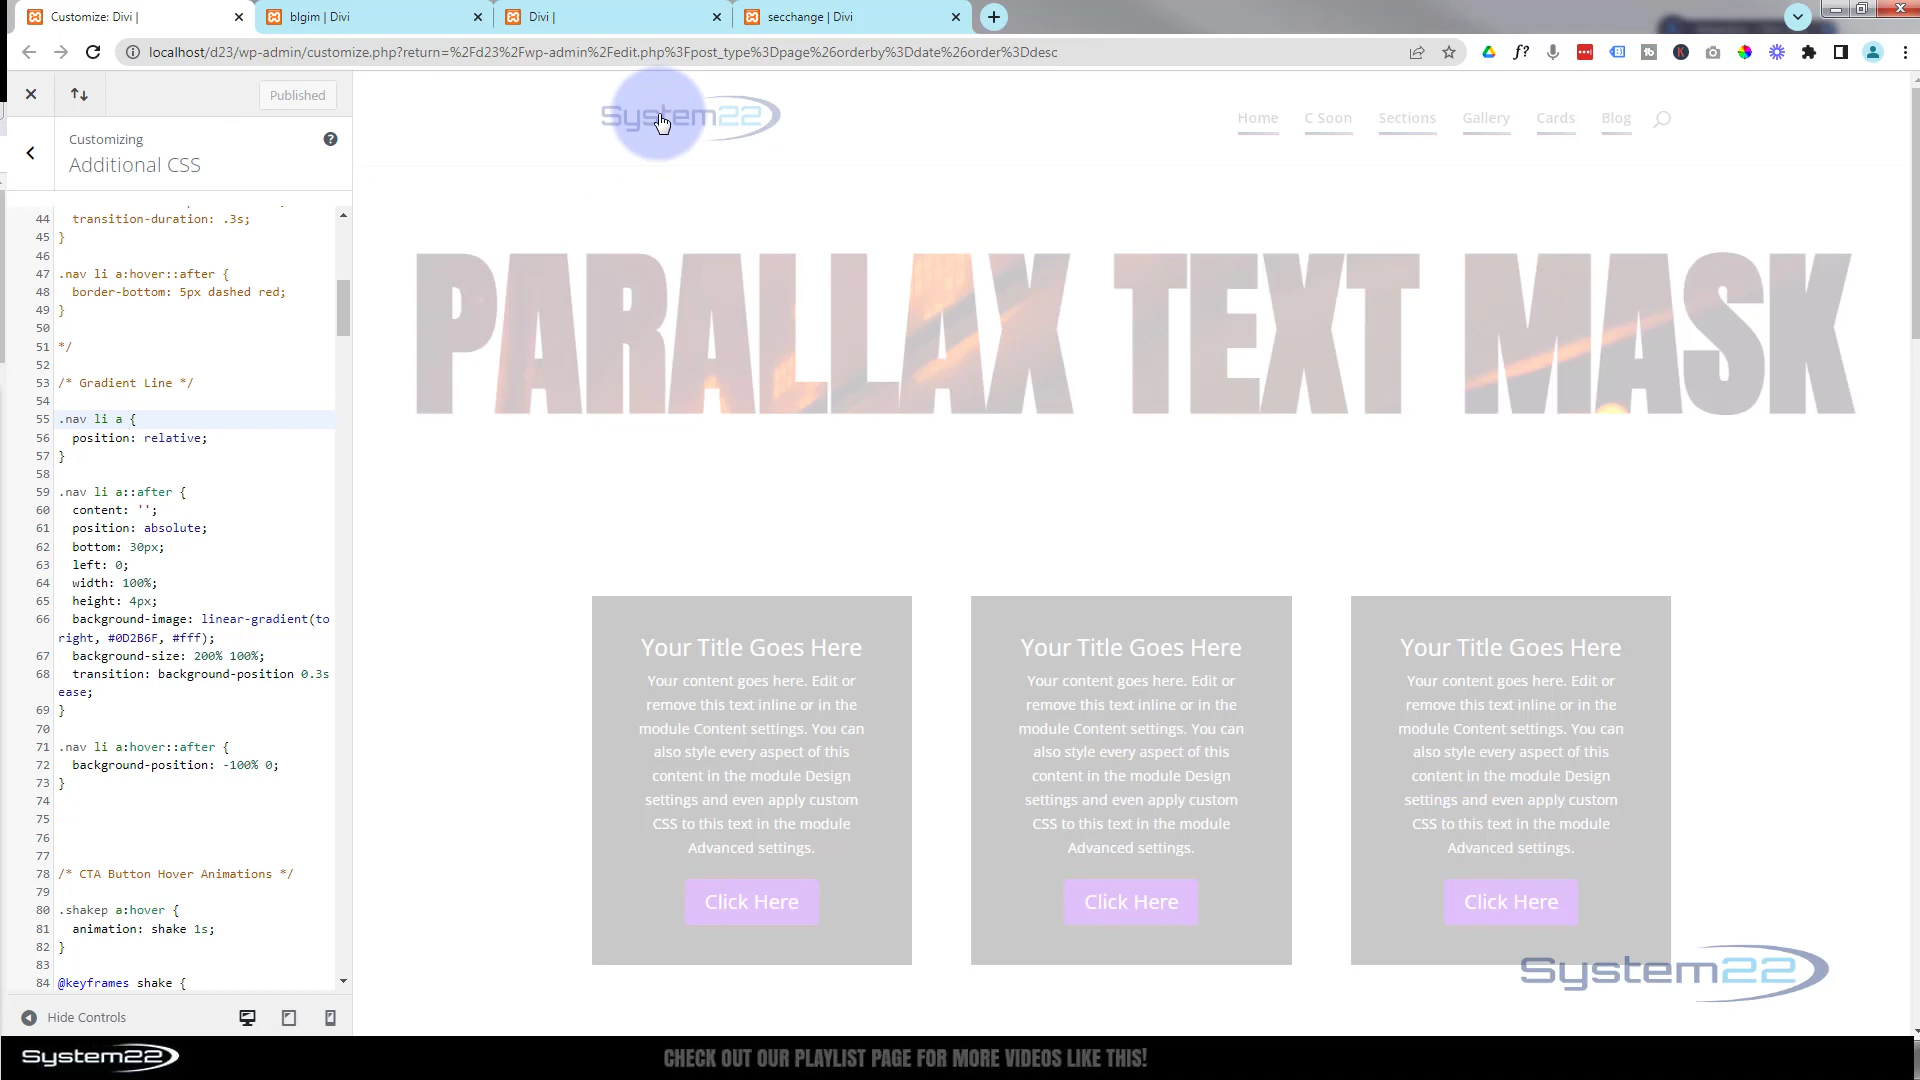 Customize: Divi |
blgim | Divi
Divi |
secchange | Divi
localhost/d23/wp-admin/customize.php?return=%2Fd23%2Fwp-admin%2Fedit.php%3Fpost_type%3Dpage%26orderby%3Ddate%26order%3Ddesc
Published
Customizing
Additional CSS
44 transition-duration: .3s;
45 }
46
47 .nav li a:hover::after {
48 border-bottom: 5px dashed red;
49 }
50
51 */
52
53 /* Gradient Line */
54
55 .nav li a {
56 position: relative;
57 }
58
59 .nav li a::after {
60 content: '';
61 position: absolute;
62 bottom: 30px;
63 left: 0;
64 width: 100%;
65 height: 4px;
66 background-image: linear-gradient(to
right, #0D2B6F, #fff);
67 background-size: 200% 100%;
68 transition: background-position 0.3s
ease;
69 }
70
71 .nav li a:hover::after {
72 background-position: -100% 0;
73 }
74
75
76
77
78 /* CTA Button Hover Animations */
79
80 .shakep a:hover {
81 animation: shake 1s;
82 }
83
84 @keyframes shake {
Hide Controls
System22
Home C Soon Sections Gallery Cards Blog
PARALLAX TEXT MASK
Your Title Goes Here
Your content goes here. Edit or
remove this text inline or in the
module Content settings. You can
also style every aspect of this
content in the module Design
settings and even apply custom
CSS to this text in the module
Advanced settings.
Click Here
Your Title Goes Here
Your content goes here. Edit or
remove this text inline or in the
module Content settings. You can
also style every aspect of this
content in the module Design
settings and even apply custom
CSS to this text in the module
Advanced settings.
Click Here
Your Title Goes Here
Your content goes here. Edit or
remove this text inline or in the
module Content settings. You can
also style every aspect of this
content in the module Design
settings and even apply custom
CSS to this text in the module
Advanced settings.
Click Here
System22
System22
CHECK OUT OUR PLAYLIST PAGE FOR MORE VIDEOS LIKE THIS!